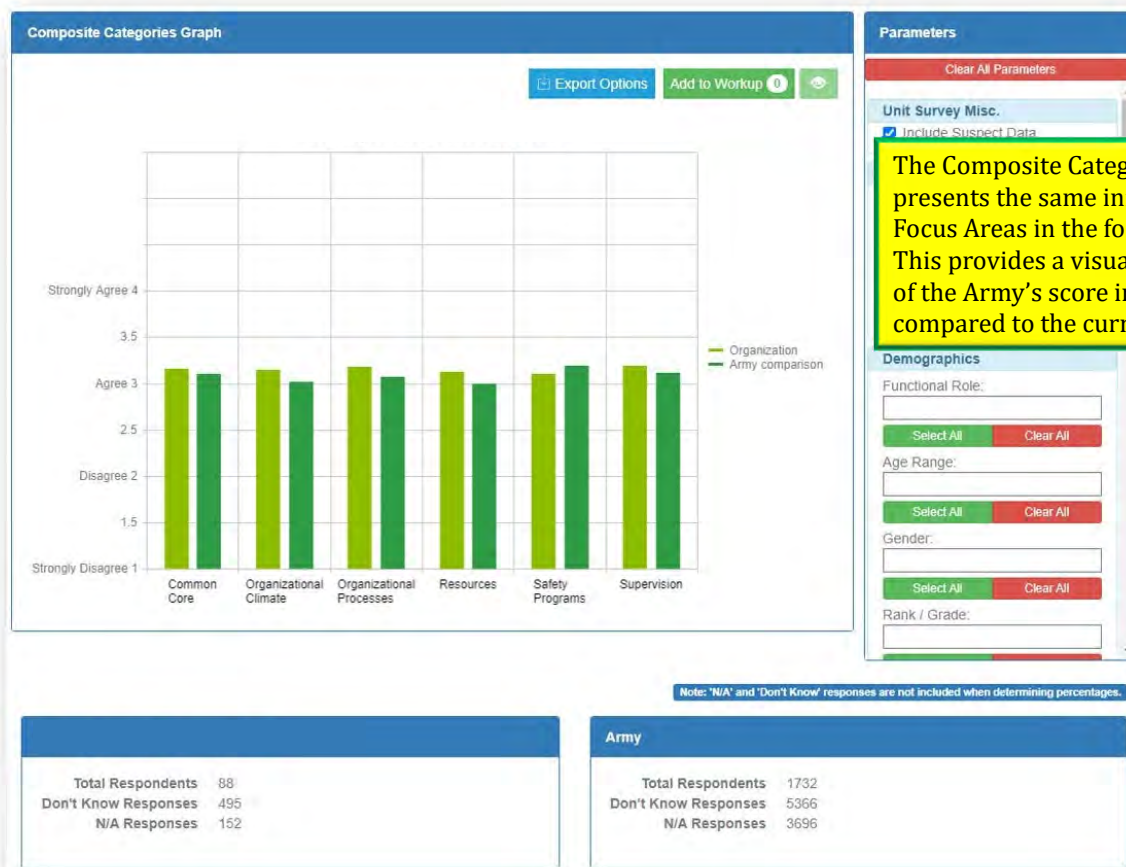 Composite Categories Graph
Export Options
Add to Workup 0
Strongly Agree 4
3.5
Agree 3
2.5
Disagree 2
1.5
Strongly Disagree 1
Common Core
Organizational Climate
Organizational Processes
Resources
Safety Programs
Supervision
Organization
Army comparison
Parameters
Clear All Parameters
Unit Survey Misc.
Include Suspect Data
The Composite Categ
presents the same in
Focus Areas in the fo
This provides a visua
of the Army’s score in
compared to the curr
Demographics
Functional Role:
Select All Clear All
Age Range:
Select All Clear All
Gender:
Select All Clear All
Rank / Grade:
Note: 'N/A' and 'Don't Know' responses are not included when determining percentages.
Total Respondents 88
Don't Know Responses 495
N/A Responses 152
Army
Total Respondents 1732
Don't Know Responses 5366
N/A Responses 3696